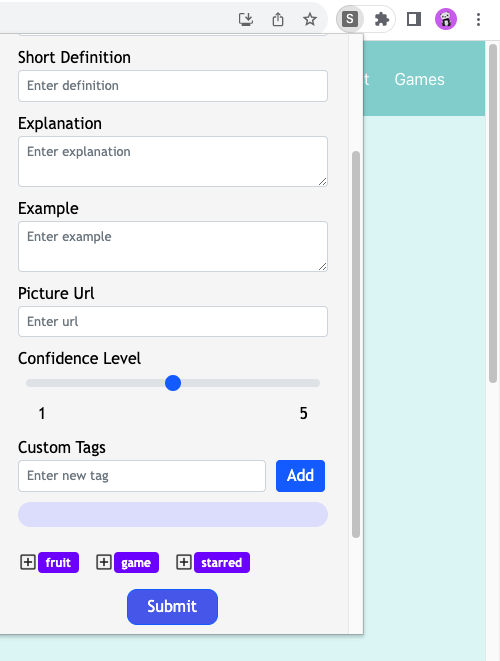 S
t Games
Short Definition
Enter definition
Explanation
Enter explanation
Example
Enter example
Picture Url
Enter url
Confidence Level
1 5
Custom Tags
Enter new tag Add
fruit game starred
Submit